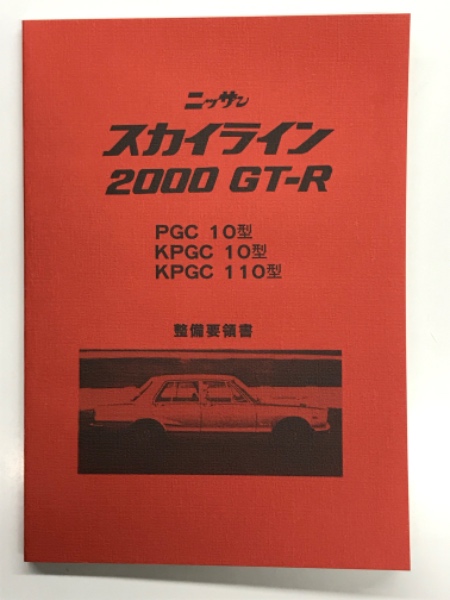 ニッサン
スカイライン
2000 GT-R
PGC 10型
KPGC 10型
KPGC 110型
整備要領書